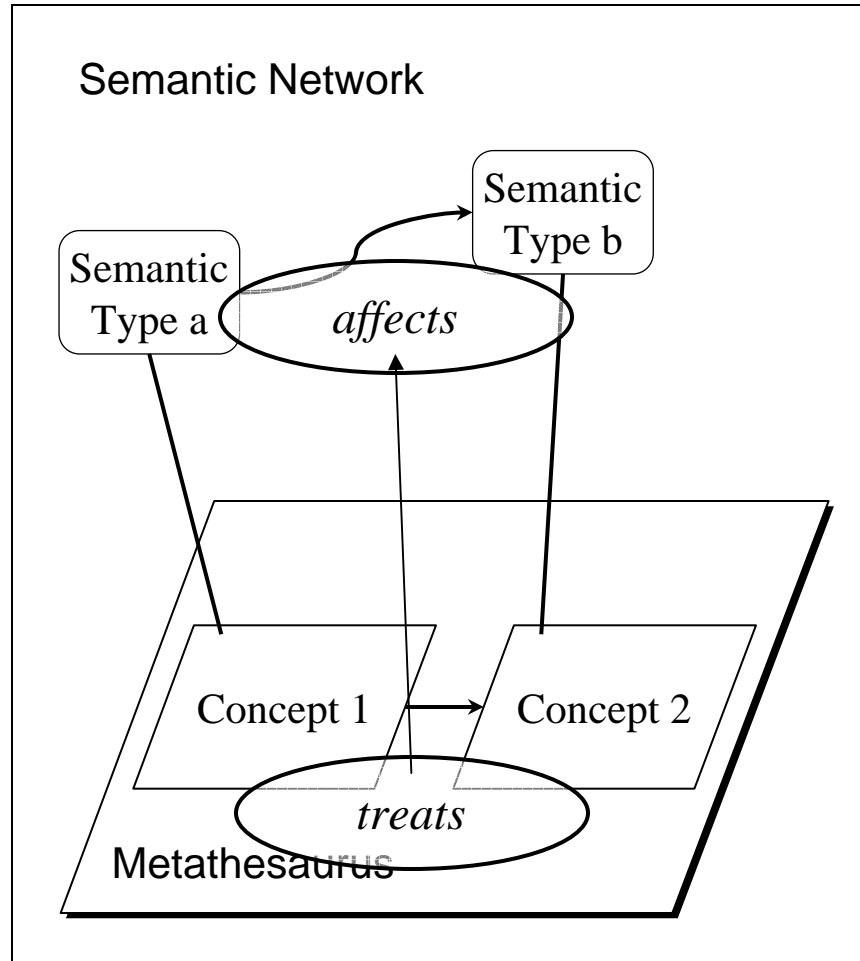 Semantic Network
Semantic
Type b
Semantic
Type a
affects
Concept 1
Concept 2
treats
Metathesaurus